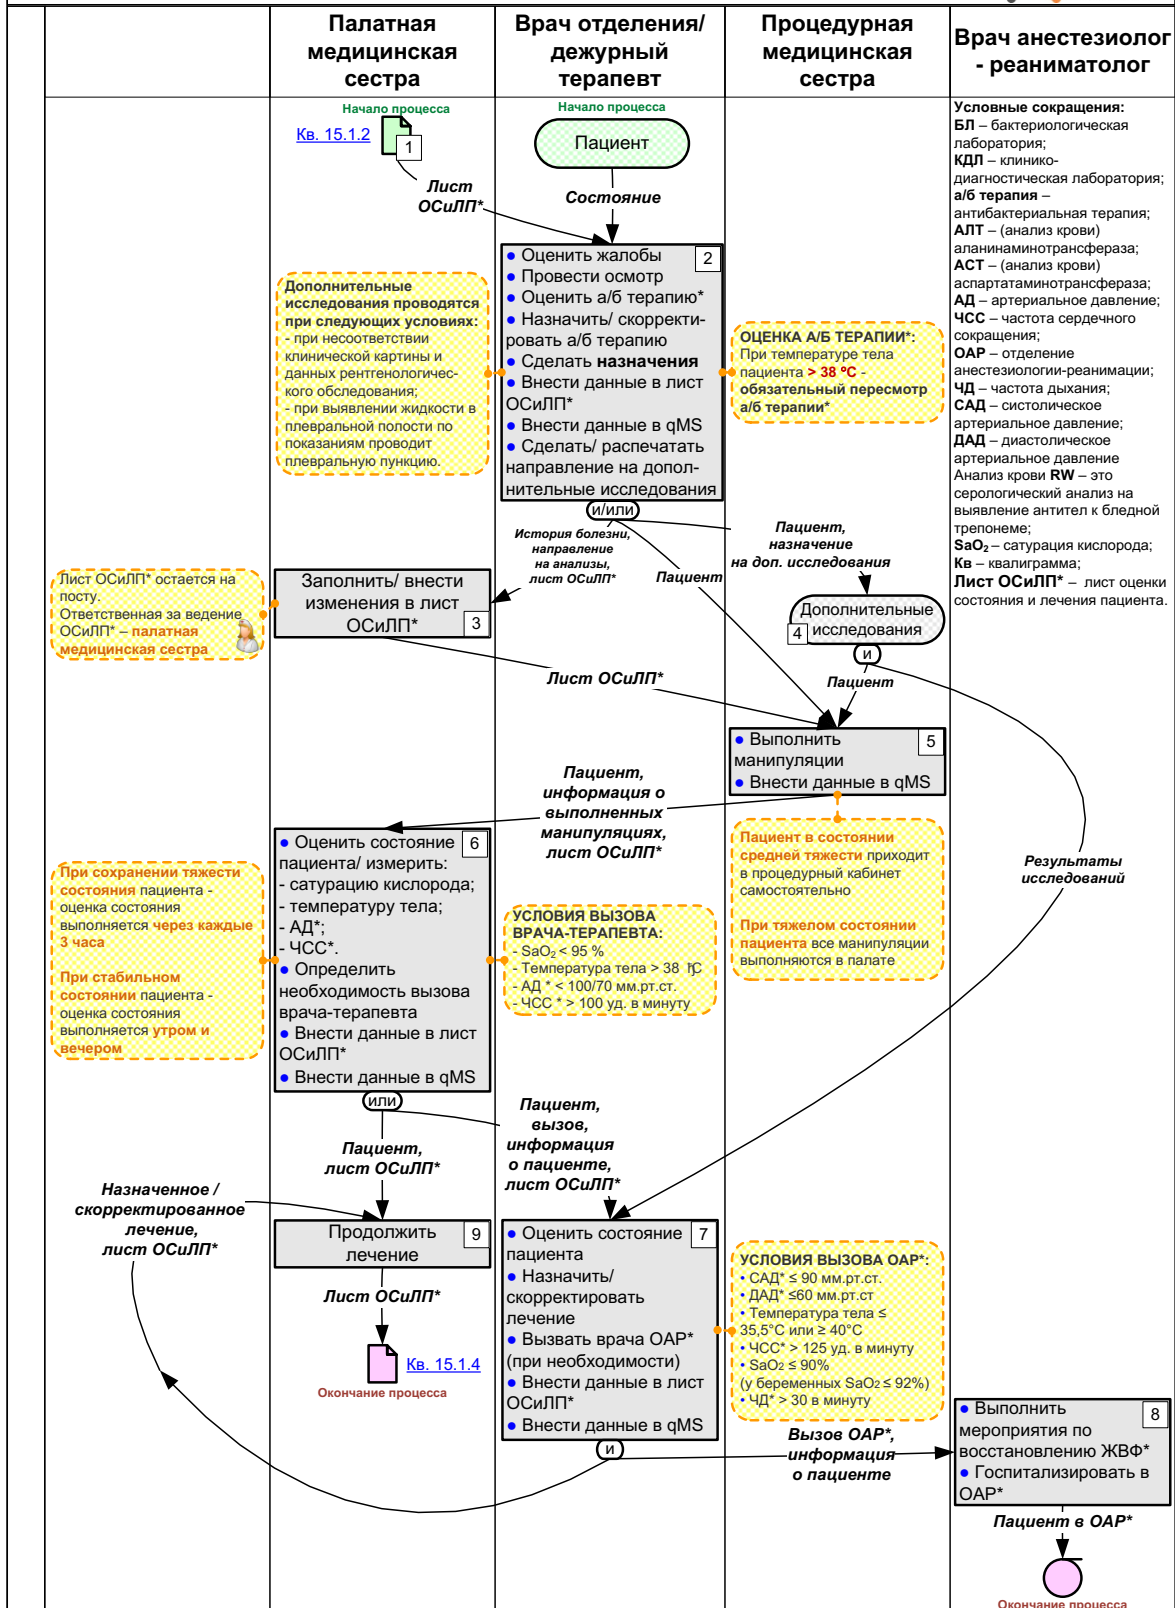 Палатная
медицинская
сестра
Врач отделения/
дежурный
терапевт
Процедурная
медицинская
сестра
Врач анестезиолог
- реаниматолог
Начало процесса
Кв. 15.1.2
1
Лист
ОСиЛП*
Начало процесса
Пациент
Состояние
Условные сокращения:
БЛ – бактериологическая
лаборатория;
КДЛ – клинико-
диагностическая лаборатория;
а/б терапия –
антибактериальная терапия;
АЛТ – (анализ крови)
аланинаминотрансфераза;
АСТ – (анализ крови)
аспартатаминотрансфераза;
АД – артериальное давление;
ЧСС – частота сердечного
сокращения;
ОАР – отделение
анестезиологии-реанимации;
ЧД – частота дыхания;
САД – систолическое
артериальное давление;
ДАД – диастолическое
артериальное давление
Анализ крови RW – это
серологический анализ на
выявление антител к бледной
трепонеме;
SaO₂ – сатурация кислорода;
Кв – квалиграмма;
Лист ОСиЛП* – лист оценки
состояния и лечения пациента.
Дополнительные
исследования проводятся
при следующих условиях:
- при несоответствии
клинической картины и
данных рентгенологичес-
кого обследования;
- при выявлении жидкости в
плевральной полости по
показаниям проводит
плевральную пункцию.
2
● Оценить жалобы
● Провести осмотр
● Оценить а/б терапию*
● Назначить/ скорректи-
ровать а/б терапию
● Сделать назначения
● Внести данные в лист
ОСиЛП*
● Внести данные в qMS
● Сделать/ распечатать
направление на допол-
нительные исследования
и/или
ОЦЕНКА А/Б ТЕРАПИИ*:
При температуре тела
пациента > 38 ºС -
обязательный пересмотр
а/б терапии*
История болезни,
направление
на анализы,
лист ОСиЛП*
Пациент
Пациент,
назначение
на доп. исследования
Лист ОСиЛП* остается на
посту.
Ответственная за ведение
ОСиЛП* – палатная
медицинская сестра
Заполнить/ внести
изменения в лист
ОСиЛП*
3
Дополнительные
исследования
4
и
Лист ОСиЛП*
Пациент
● Выполнить
манипуляции
● Внести данные в qMS
5
Пациент,
информация о
выполненных
манипуляциях,
лист ОСиЛП*
Пациент в состоянии
средней тяжести приходит
в процедурный кабинет
самостоятельно
При тяжелом состоянии
пациента все манипуляции
выполняются в палате
Результаты
исследований
При сохранении тяжести
состояния пациента -
оценка состояния
выполняется через каждые
3 часа
При стабильном
состоянии пациента -
оценка состояния
выполняется утром и
вечером
6
● Оценить состояние
пациента/ измерить:
- сатурацию кислорода;
- температуру тела;
- АД*;
- ЧСС*.
● Определить
необходимость вызова
врача-терапевта
● Внести данные в лист
ОСиЛП*
● Внести данные в qMS
или
УСЛОВИЯ ВЫЗОВА
ВРАЧА-ТЕРАПЕВТА:
- SaO₂ < 95 %
- Температура тела > 38
- АД * < 100/70 мм.рт.ст.
- ЧСС * > 100 уд. в минуту
Пациент,
лист ОСиЛП*
Пациент,
вызов,
информация
о пациенте,
лист ОСиЛП*
Назначенное /
скорректированное
лечение,
лист ОСиЛП*
Продолжить
лечение
9
Лист ОСиЛП*
Кв. 15.1.4
Окончание процесса
7
● Оценить состояние
пациента
● Назначить/
скорректировать
лечение
● Вызвать врача ОАР*
(при необходимости)
● Внести данные в лист
ОСиЛП*
● Внести данные в qMS
и
УСЛОВИЯ ВЫЗОВА ОАР*:
• САД* ≤ 90 мм.рт.ст.
• ДАД* ≤60 мм.рт.ст
• Температура тела ≤
35,5°С или ≥ 40°С
• ЧСС* > 125 уд. в минуту
• SaO₂ ≤ 90%
(у беременных SaO₂ ≤ 92%)
• ЧД* > 30 в минуту
Вызов ОАР*,
информация
о пациенте
8
● Выполнить
мероприятия по
восстановлению ЖВФ*
● Госпитализировать в
ОАР*
Пациент в ОАР*
Окончание процесса